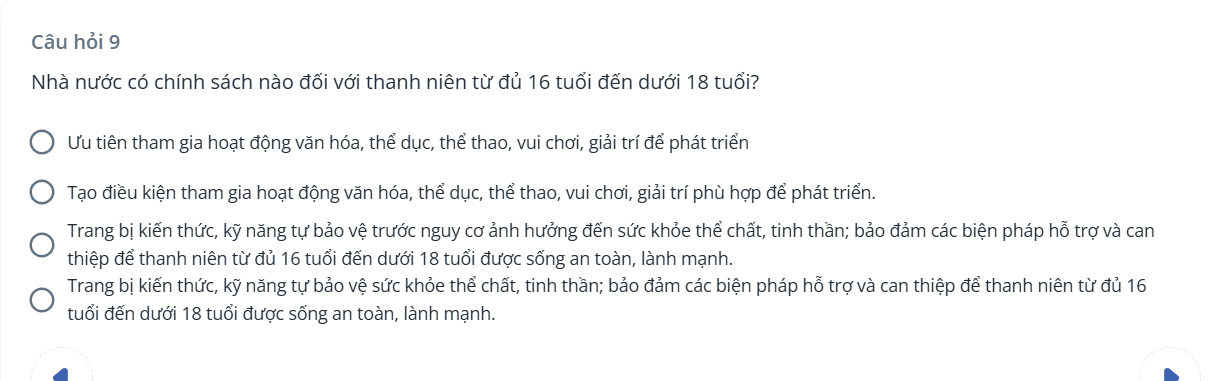 Câu hỏi 9
Nhà nước có chính sách nào đối với thanh niên từ đủ 16 tuổi đến dưới 18 tuổi?
Ưu tiên tham gia hoạt động văn hóa, thể dục, thể thao, vui chơi, giải trí để phát triển
Tạo điều kiện tham gia hoạt động văn hóa, thể dục, thể thao, vui chơi, giải trí phù hợp để phát triển.
Trang bị kiến thức, kỹ năng tự bảo vệ trước nguy cơ ảnh hưởng đến sức khỏe thể chất, tinh thần; bảo đảm các biện pháp hỗ trợ và can
thiệp để thanh niên từ đủ 16 tuổi đến dưới 18 tuổi được sống an toàn, lành mạnh.
Trang bị kiến thức, kỹ năng tự bảo vệ sức khỏe thể chất, tinh thần; bảo đảm các biện pháp hỗ trợ và can thiệp để thanh niên từ đủ 16
tuổi đến dưới 18 tuổi được sống an toàn, lành mạnh.